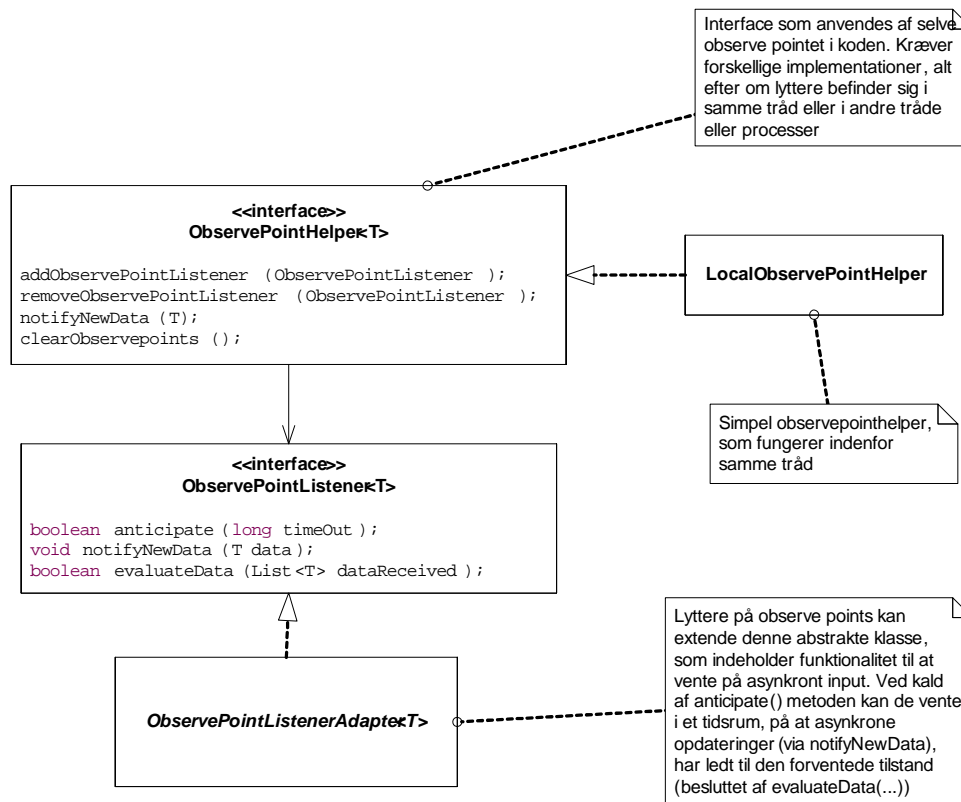 Interface som anvendes af selve
observe pointet i koden. Kræver
forskellige implementationer, alt
efter om lyttere befinder sig i
samme tråd eller i andre tråde
eller processer
<<interface>>
ObservePointHelper<T>
addObservePointListener (ObservePointListener );
removeObservePointListener (ObservePointListener );
notifyNewData (T);
clearObservepoints ();
LocalObservePointHelper
Simpel observepointhelper,
som fungerer indenfor
samme tråd
<<interface>>
ObservePointListener<T>
boolean anticipate (long timeOut );
void notifyNewData (T data );
boolean evaluateData (List <T> dataReceived );
ObservePointListenerAdapter<T>
Lyttere på observe points kan
extende denne abstrakte klasse,
som indeholder funktionalitet til at
vente på asynkront input. Ved kald
af anticipate() metoden kan de vente
i et tidsrum, på at asynkrone
opdateringer (via notifyNewData),
har ledt til den forventede tilstand
(besluttet af evaluateData(...))